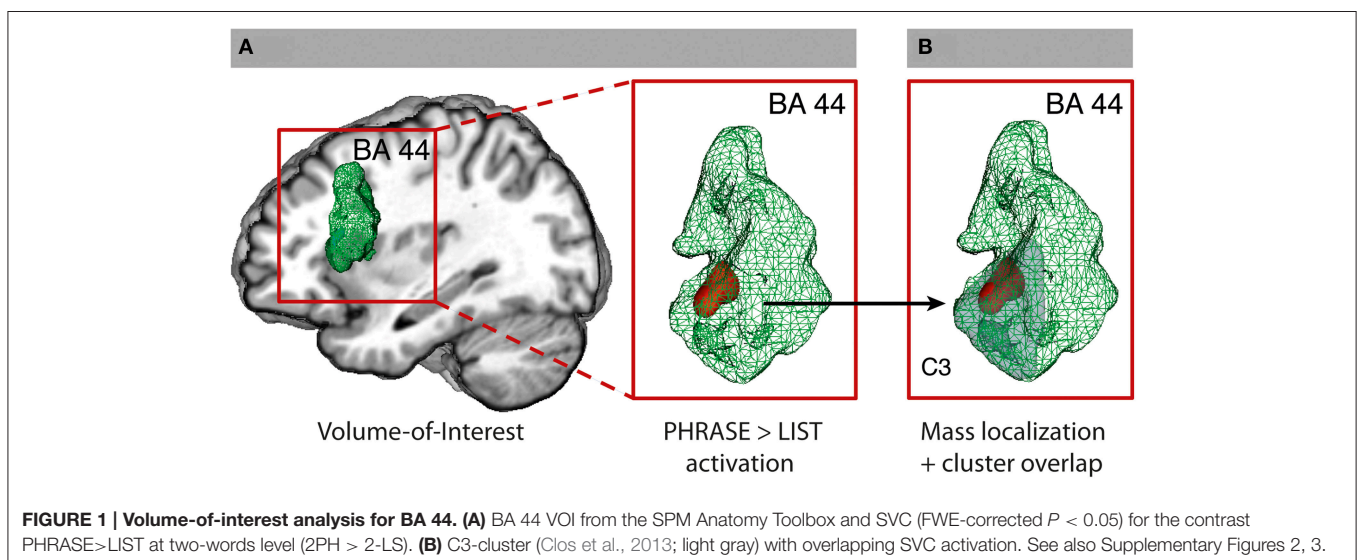 A
B
BA 44
BA 44
BA 44
C3
Volume-of-Interest
PHRASE > LIST
activation
Mass localization
+ cluster overlap
FIGURE 1 | Volume-of-interest analysis for BA 44. (A) BA 44 VOI from the SPM Anatomy Toolbox and SVC (FWE-corrected P < 0.05) for the contrast
PHRASE>LIST at two-words level (2PH > 2-LS). (B) C3-cluster (Clos et al., 2013; light gray) with overlapping SVC activation. See also Supplementary Figures 2, 3.